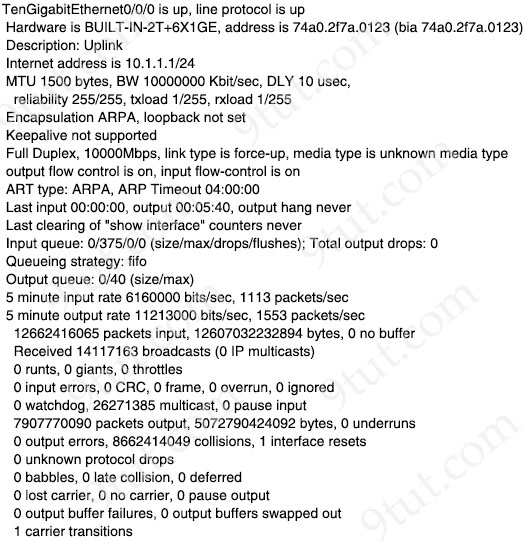 TenGigabitEthernet0/0/0 is up, line protocol is up
Hardware is BUILT-IN-2T+6X1GE, address is 74a0.2f7a.0123 (bia 74a0.2f7a.0123)
Description: Uplink
Internet address is 10.1.1.1/24
MTU 1500 bytes, BW 10000000 Kbit/sec, DLY 10 usec,
reliability 255/255, txload 1/255, rxload 1/255
Encapsulation ARPA, loopback not set
Keepalive not supported
Full Duplex, 10000Mbps, link type is force-up, media type is unknown media type
output flow control is on, input flow-control is on
ART type: ARPA, ARP Timeout 04:00:00
Last input 00:00:00, output 00:05:40, output hang never
Last clearing of "show interface" counters never
Input queue: 0/375/0/0 (size/max/drops/flushes); Total output drops: 0
Queueing strategy: fifo
Output queue: 0/40 (size/max)
5 minute input rate 6160000 bits/sec, 1113 packets/sec
5 minute output rate 11213000 bits/sec, 1553 packets/sec
12662416065 packets input, 12607032232894 bytes, 0 no buffer
Received 14117163 broadcasts (0 IP multicasts)
0 runts, 0 giants, 0 throttles
0 input errors, 0 CRC, 0 frame, 0 overrun, 0 ignored
0 watchdog, 26271385 multicast, 0 pause input
7907770090 packets output, 5072790424092 bytes, 0 underruns
0 output errors, 8662414049 collisions, 1 interface resets
0 unknown protocol drops
0 babbles, 0 late collision, 0 deferred
0 lost carrier, 0 no carrier, 0 pause output
0 output buffer failures, 0 output buffers swapped out
1 carrier transitions
9tut.com
9tut.com
9tut.com
9tut.com
9tut.com
9tut.com